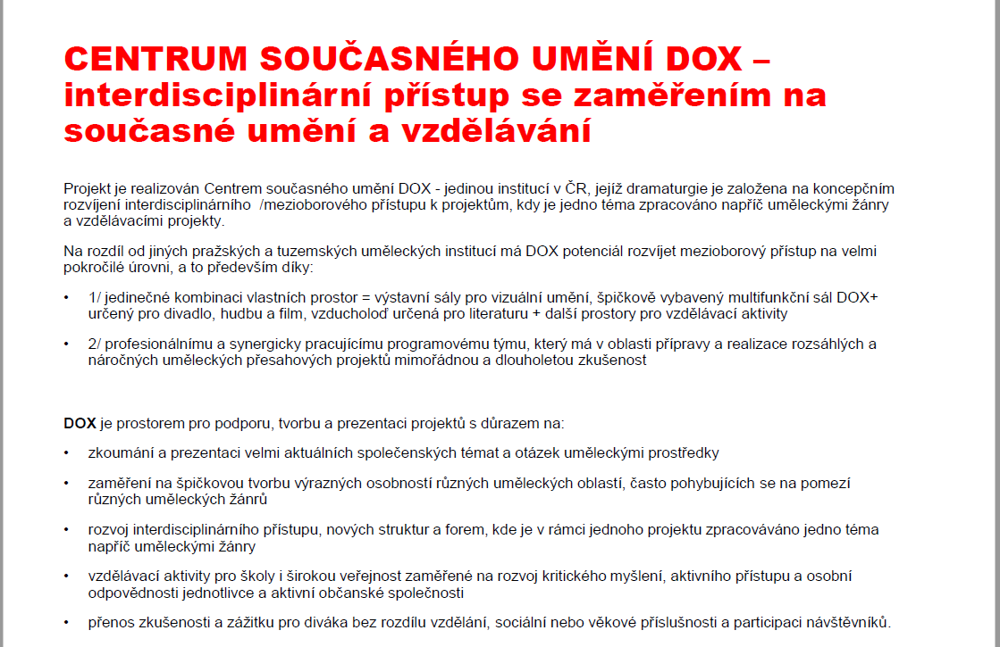 CENTRUM SOUČASNÉHO UMĚNÍ DOX –
interdisciplinární přístup se zaměřením na
současné umění a vzdělávání
Projekt je realizován Centrem současného umění DOX - jedinou institucí v ČR, jejíž dramaturgie je založena na koncepčním
rozvíjení interdisciplinárního /mezioborového přístupu k projektům, kdy je jedno téma zpracováno napříč uměleckými žánry
a vzdělávacími projekty.
Na rozdíl od jiných pražských a tuzemských uměleckých institucí má DOX potenciál rozvíjet mezioborový přístup na velmi
pokročilé úrovni, a to především díky:
• 1/ jedinečné kombinaci vlastních prostor = výstavní sály pro vizuální umění, špičkově vybavený multifunkční sál DOX+
určený pro divadlo, hudbu a film, vzducholoď určená pro literaturu + další prostory pro vzdělávací aktivity
• 2/ profesionálnímu a synergicky pracujícímu programovému týmu, který má v oblasti přípravy a realizace rozsáhlých a
náročných uměleckých přesahových projektů mimořádnou a dlouholetou zkušenost
DOX je prostorem pro podporu, tvorbu a prezentaci projektů s důrazem na:
• zkoumání a prezentaci velmi aktuálních společenských témat a otázek uměleckými prostředky
• zaměření na špičkovou tvorbu výrazných osobností různých uměleckých oblastí, často pohybujících se na pomezí
různých uměleckých žánrů
• rozvoj interdisciplinárního přístupu, nových struktur a forem, kde je v rámci jednoho projektu zpracováváno jedno téma
napříč uměleckými žánry
• vzdělávací aktivity pro školy i širokou veřejnost zaměřené na rozvoj kritického myšlení, aktivního přístupu a osobní
odpovědnosti jednotlivce a aktivní občanské společnosti
• přenos zkušenosti a zážitku pro diváka bez rozdílu vzdělání, sociální nebo věkové příslušnosti a participaci návštěvníků.